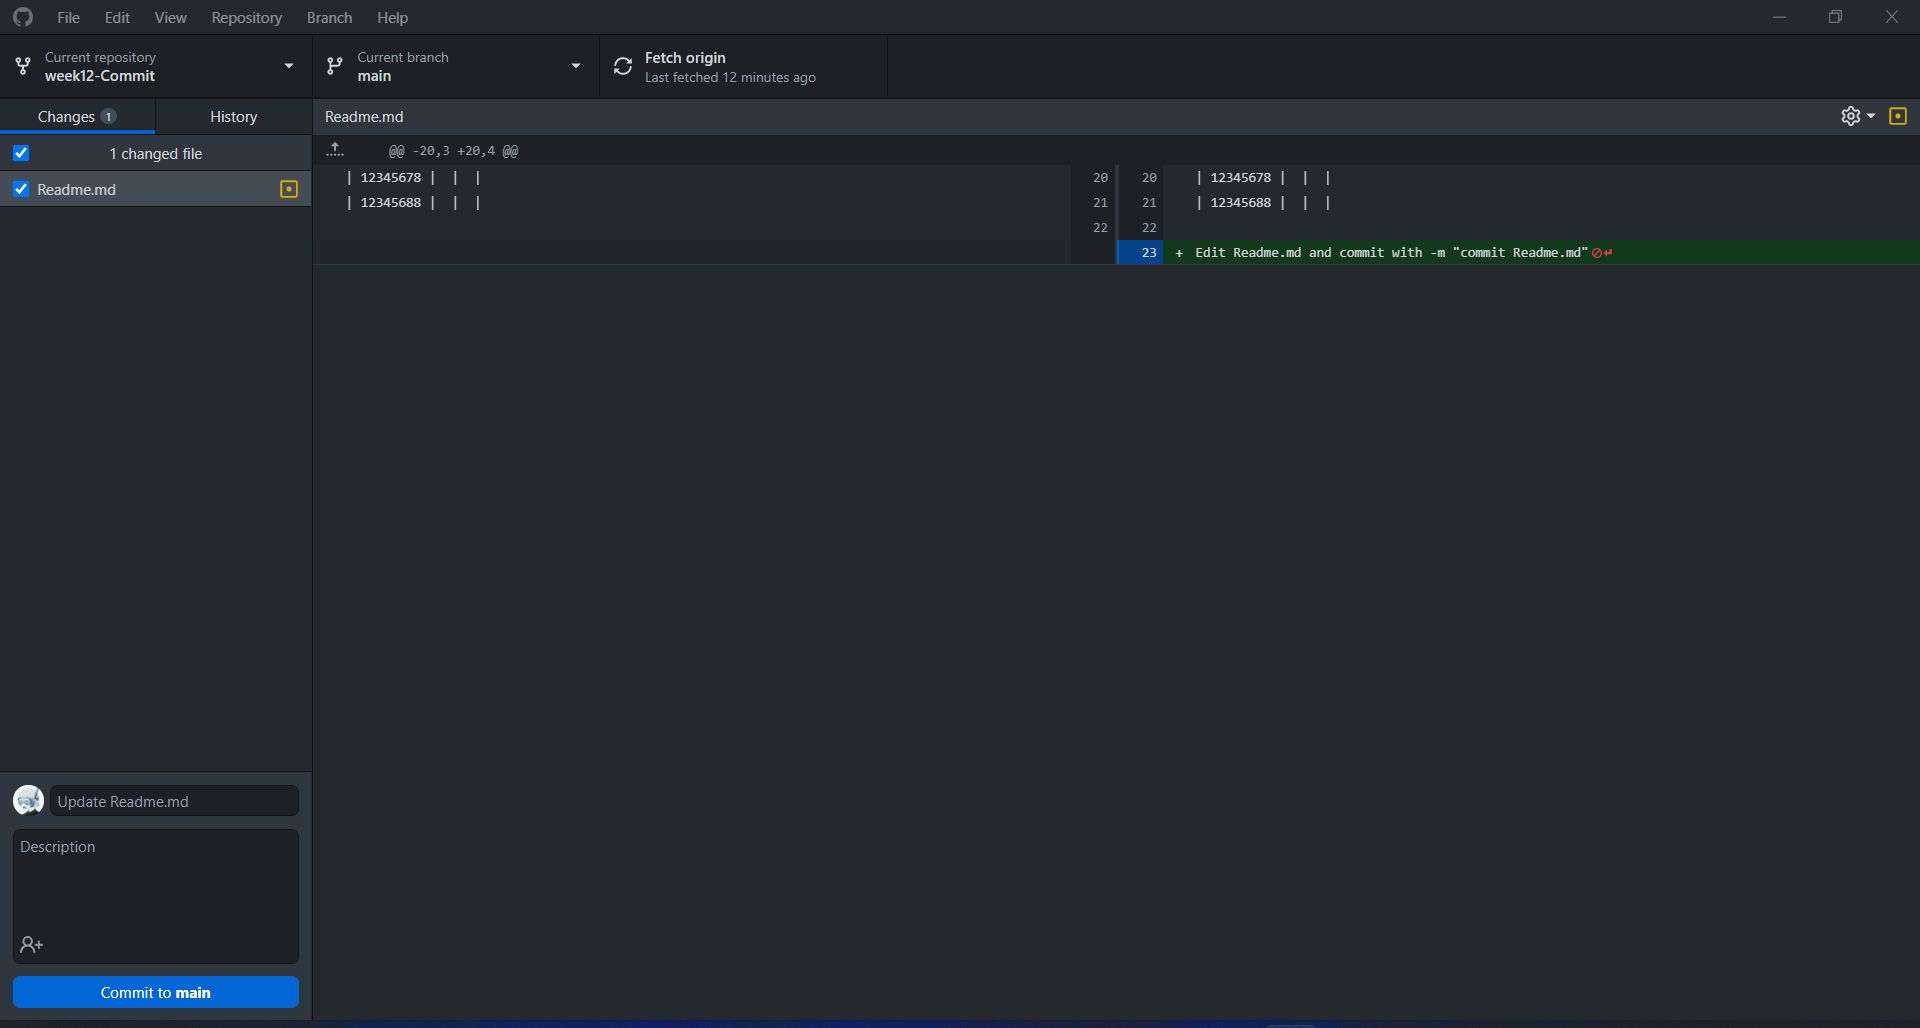 File Edit View Repository Branch Help
Current repository
week12-Commit
Current branch
main
Fetch origin
Last fetched 12 minutes ago
Changes 1
History
Readme.md
1 changed file
Readme.md
@@ -20,3 +20,4 @@
| 12345678 | | | 20 20 | 12345678 | | |
| 12345688 | | | 21 21 | 12345688 | | |
22 22
23 + Edit Readme.md and commit with -m "commit Readme.md"
Update Readme.md
Description
Commit to main